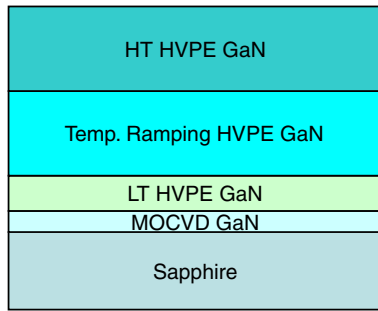 HT HVPE GaN
Temp. Ramping HVPE GaN
LT HVPE GaN
MOCVD GaN
Sapphire